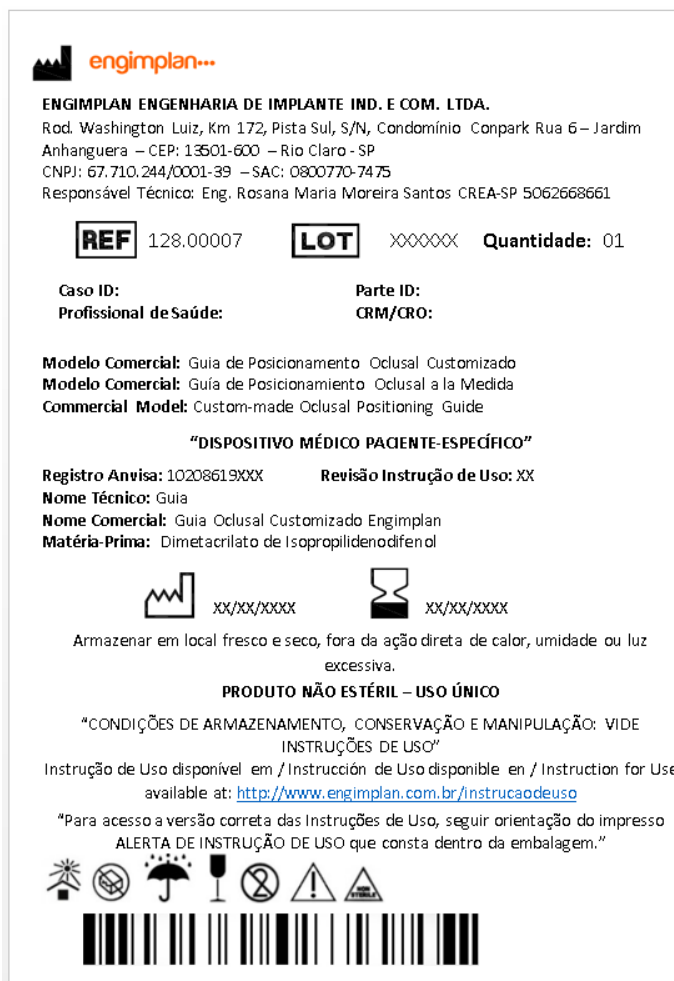 engimplan
ENGIMPLAN ENGENHARIA DE IMPLANTE IND. E COM. LTDA.
Rod. Washington Luiz, Km 172, Pista Sul, S/N, Condomínio Conpark Rua 6 – Jardim
Anhanguera – CEP: 13501-600 – Rio Claro - SP
CNPJ: 67.710.244/0001-39 – SAC: 0800770-7475
Responsável Técnico: Eng. Rosana Maria Moreira Santos CREA-SP 5062668661
REF 128.00007 LOT XXXXXX Quantidade: 01
Caso ID: Parte ID:
Profissional de Saúde: CRM/CRO:
Modelo Comercial: Guia de Posicionamento Oclusal Customizado
Modelo Comercial: Guía de Posicionamiento Oclusal a la Medida
Commercial Model: Custom-made Oclusal Positioning Guide
“DISPOSITIVO MÉDICO PACIENTE-ESPECÍFICO”
Registro Anvisa: 10208619XXX Revisão Instrução de Uso: XX
Nome Técnico: Guia
Nome Comercial: Guia Oclusal Customizado Engimplan
Matéria-Prima: Dimetacrilato de Isopropilidenodifenol
XX/XX/XXXX XX/XX/XXXX
Armazenar em local fresco e seco, fora da ação direta de calor, umidade ou luz
excessiva.
PRODUTO NÃO ESTÉRIL – USO ÚNICO
“CONDIÇÕES DE ARMAZENAMENTO, CONSERVAÇÃO E MANIPULAÇÃO: VIDE
INSTRUÇÕES DE USO”
Instrução de Uso disponível em / Instrucción de Uso disponible en / Instruction for Use
available at: http://www.engimplan.com.br/instrucaodeuso
“Para acesso a versão correta das Instruções de Uso, seguir orientação do impresso
ALERTA DE INSTRUÇÃO DE USO que consta dentro da embalagem.”
2 NON STERILE